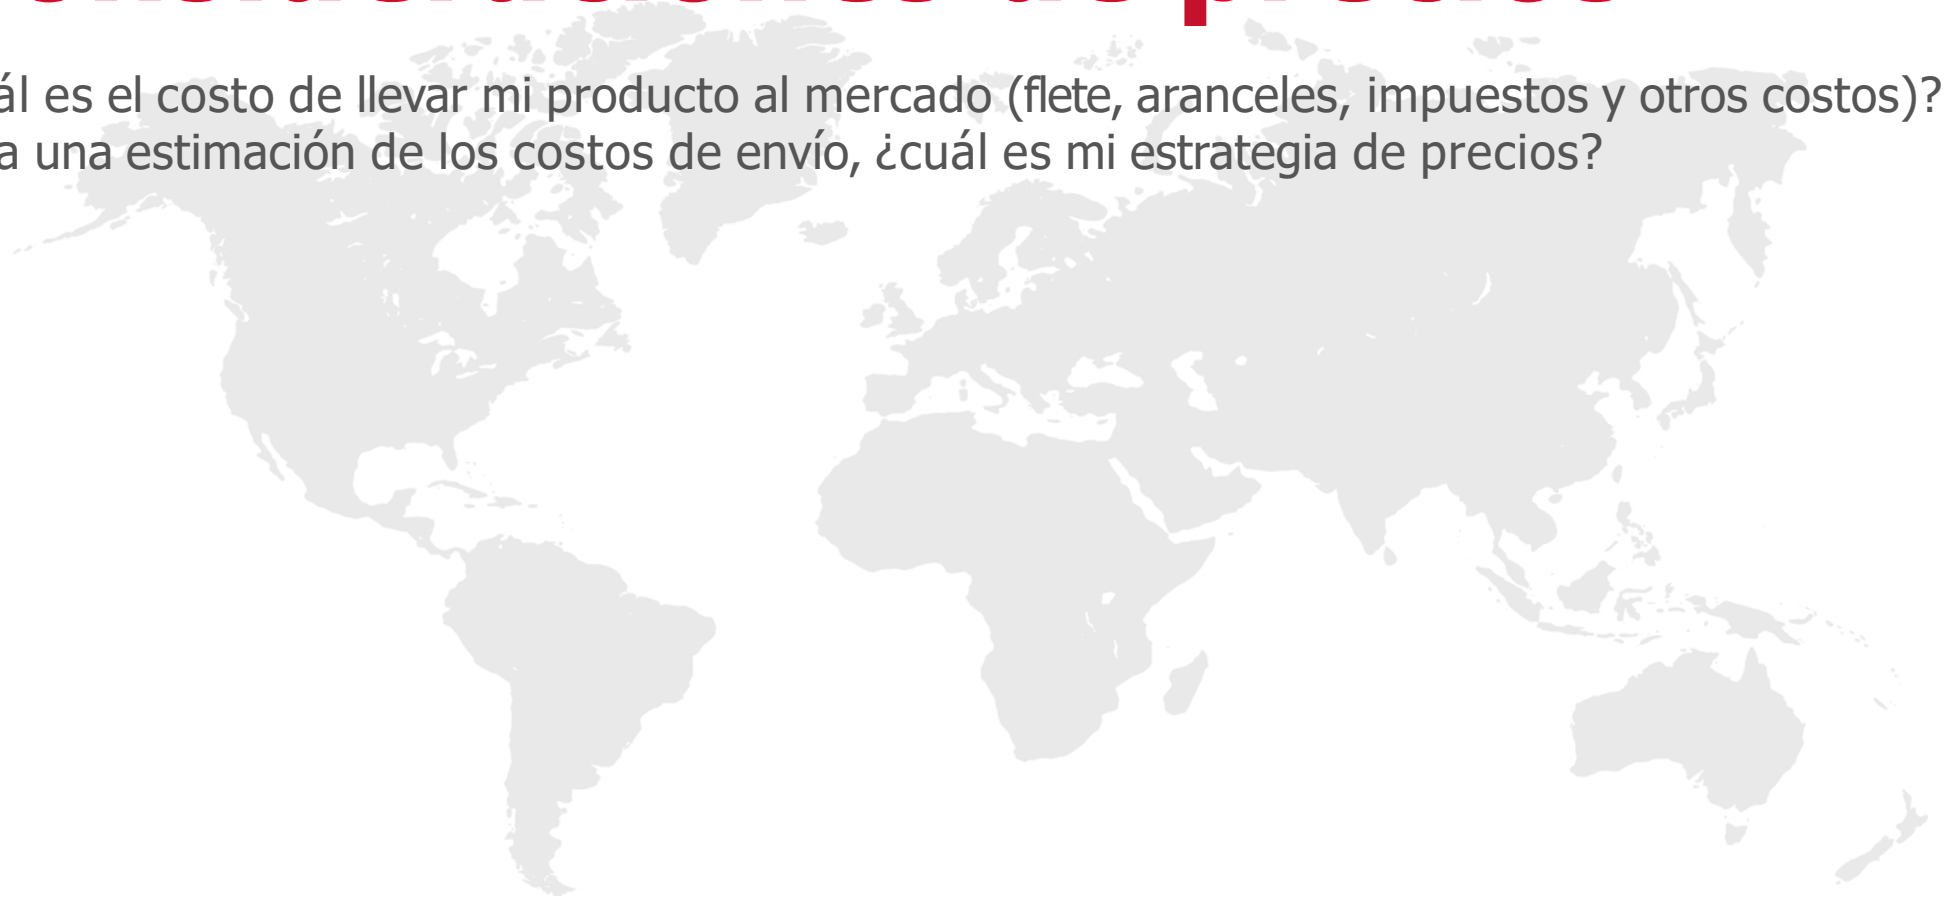 de
ál es el costo de llevar mi producto al mercado (flete, aranceles, impuestos y otros costos)?
a una estimación de los costos de envío, ¿cuál es mi estrategia de precios?